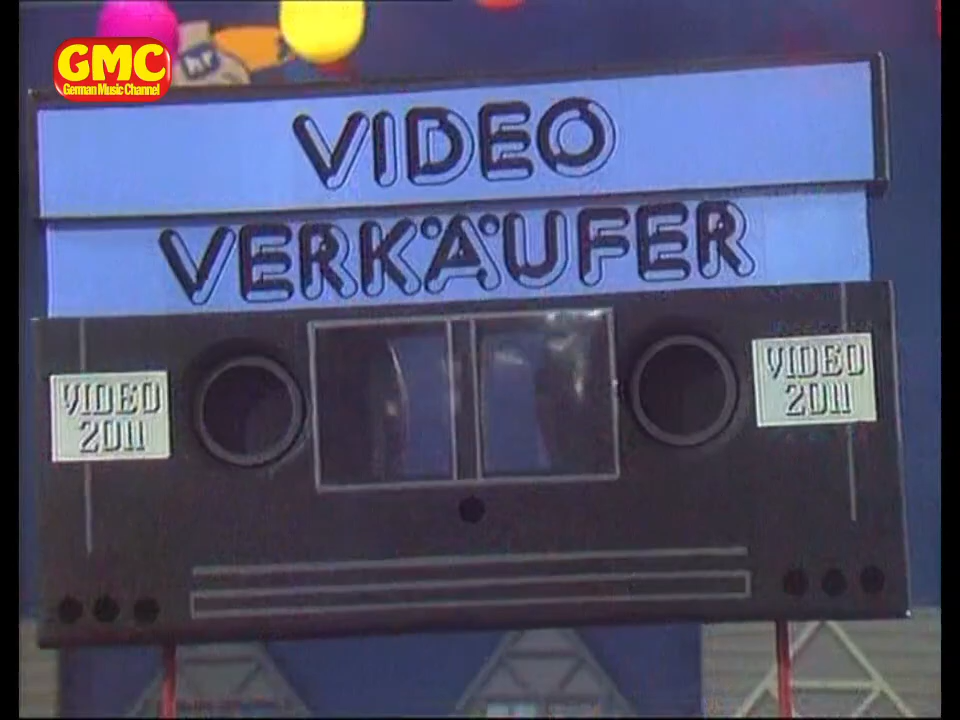 GMC
German Music Channel
VIDEO
VERKÄUFER
VIDEO
2011
VIDEO
2011